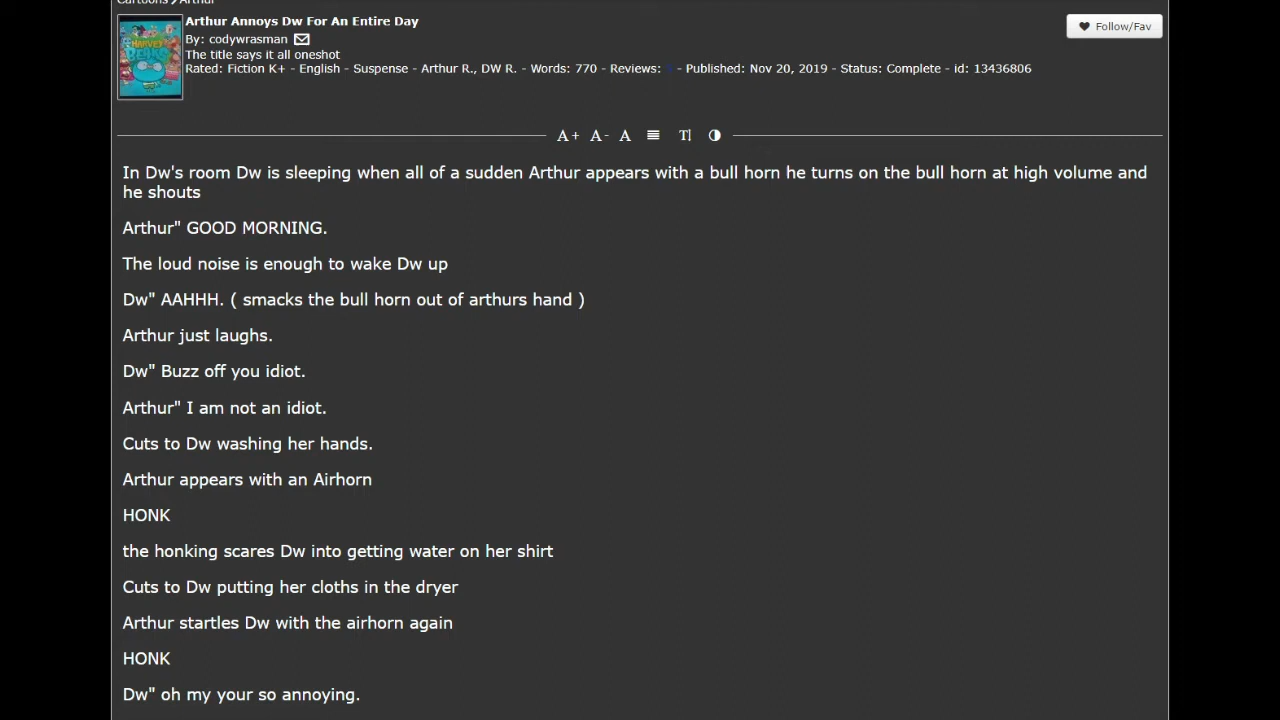 Cartoons Arthur
Arthur Annoys Dw For An Entire Day
By: codywrasman
The title says it all oneshot
Rated: Fiction K+ - English - Suspense - Arthur R., DW R. - Words: 770 - Reviews: - Published: Nov 20, 2019 - Status: Complete - id: 13436806
Follow/Fav
HARVEY
BEAKS
A+ A- A
In Dw's room Dw is sleeping when all of a sudden Arthur appears with a bull horn he turns on the bull horn at high volume and
he shouts
Arthur" GOOD MORNING.
The loud noise is enough to wake Dw up
Dw" AAHHH. ( smacks the bull horn out of arthurs hand )
Arthur just laughs.
Dw" Buzz off you idiot.
Arthur" I am not an idiot.
Cuts to Dw washing her hands.
Arthur appears with an Airhorn
HONK
the honking scares Dw into getting water on her shirt
Cuts to Dw putting her cloths in the dryer
Arthur startles Dw with the airhorn again
HONK
Dw" oh my your so annoying.